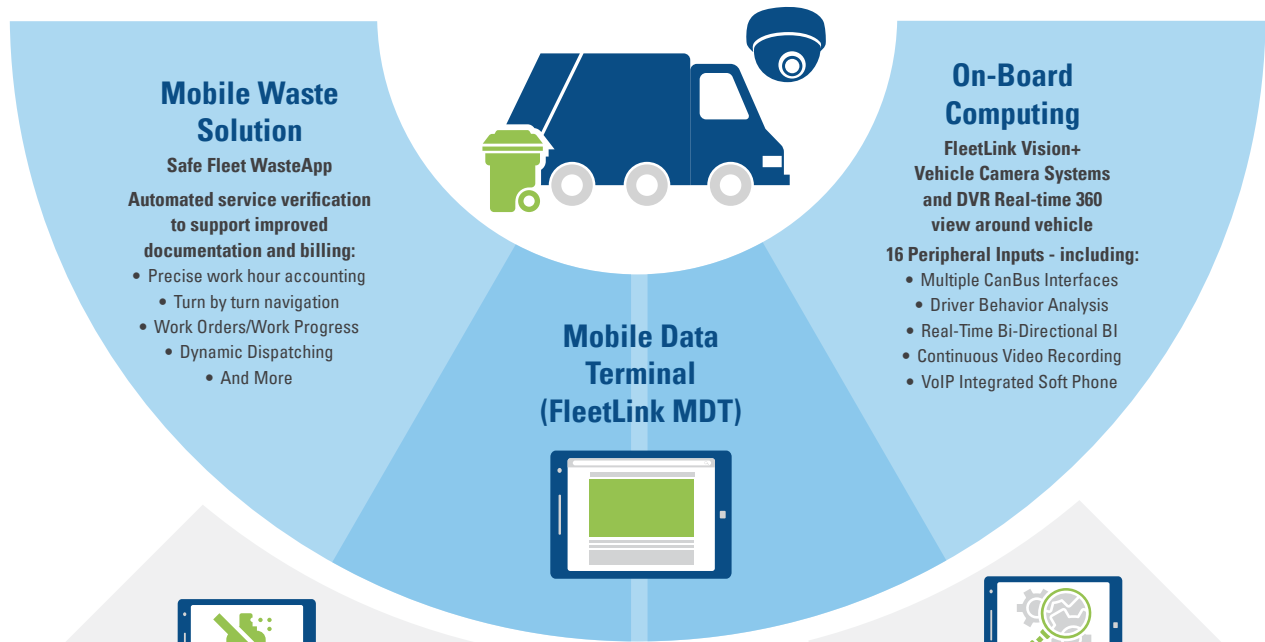 Mobile Waste
Solution
Safe Fleet WasteApp
Automated service verification
to support improved
documentation and billing:
• Precise work hour accounting
• Turn by turn navigation
• Work Orders/Work Progress
• Dynamic Dispatching
• And More
Mobile Data
Terminal
(FleetLink MDT)
On-Board
Computing
FleetLink Vision+
Vehicle Camera Systems
and DVR Real-time 360
view around vehicle
16 Peripheral Inputs - including:
• Multiple CanBus Interfaces
• Driver Behavior Analysis
• Real-Time Bi-Directional BI
• Continuous Video Recording
• VoIP Integrated Soft Phone